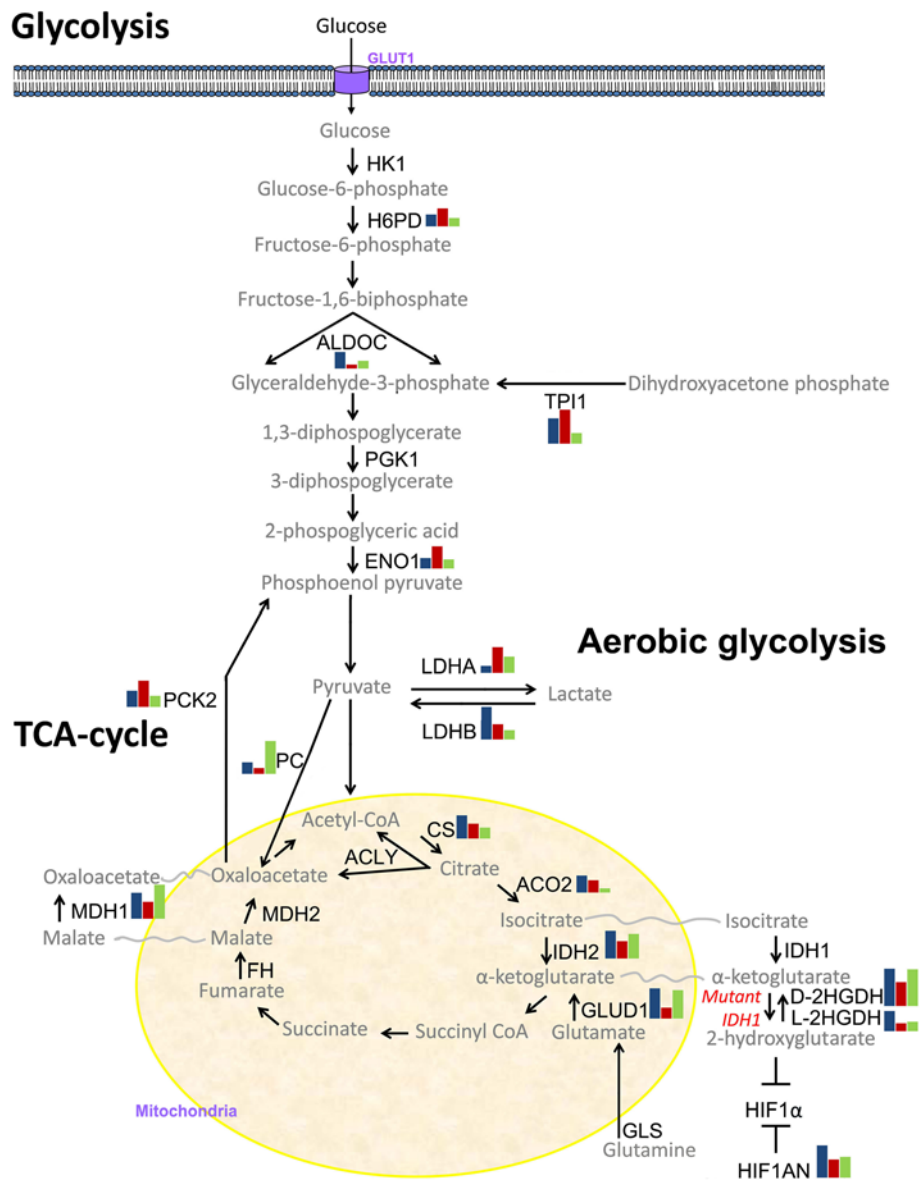 Glycolysis
Glucose
GLUT1
Glucose
HK1
Glucose-6-phosphate
H6PD
Fructose-6-phosphate
Fructose-1,6-biphosphate
ALDOC
Glyceraldehyde-3-phosphate
Dihydroxyacetone phosphate
TPI1
1,3-diphospoglycerate
PGK1
3-diphospoglycerate
2-phospoglyceric acid
ENO1
Phosphoenol pyruvate
Aerobic glycolysis
LDHA
Pyruvate
Lactate
PCK2
LDHB
TCA-cycle
PC
Acetyl-CoA
CS
ACLY
Citrate
Oxaloacetate
Oxaloacetate
ACO2
MDH1
MDH2
Isocitrate
Isocitrate
Malate
Malate
IDH2
IDH1
FH
α-ketoglutarate
α-ketoglutarate
Fumarate
Mutant
IDH1
D-2HGDH
GLUD1
L-2HGDH
Succinate
Succinyl CoA
Glutamate
2-hydroxyglutarate
Mitochondria
HIF1α
GLS
Glutamine
HIF1AN